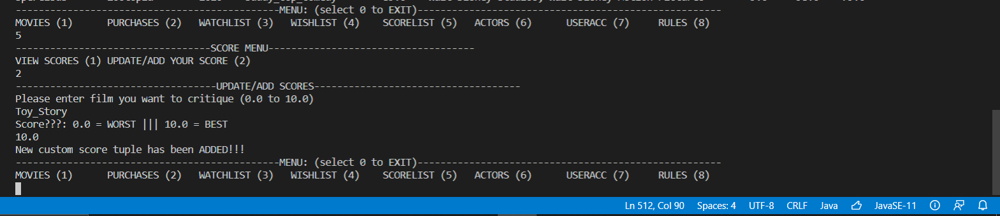 ----------------------------------------------MENU: (select 0 to EXIT)-----------------------------------------------------
MOVIES (1)      PURCHASES (2)   WATCHLIST (3)   WISHLIST (4)    SCORELIST (5)   ACTORS (6)      USERACC (7)     RULES (8)
5
----------------------------------SCORE MENU------------------------------------
VIEW SCORES (1) UPDATE/ADD YOUR SCORE (2)
2
-----------------------------------UPDATE/ADD SCORES------------------------------------
Please enter film you want to critique (0.0 to 10.0)
Toy_Story
Score???: 0.0 = WORST ||| 10.0 = BEST
10.0
New custom score tuple has been ADDED!!!
----------------------------------------------MENU: (select 0 to EXIT)-----------------------------------------------------
MOVIES (1)      PURCHASES (2)   WATCHLIST (3)   WISHLIST (4)    SCORELIST (5)   ACTORS (6)      USERACC (7)     RULES (8)
Ln 512, Col 90 Spaces: 4 UTF-8 CRLF Java JavaSE-11